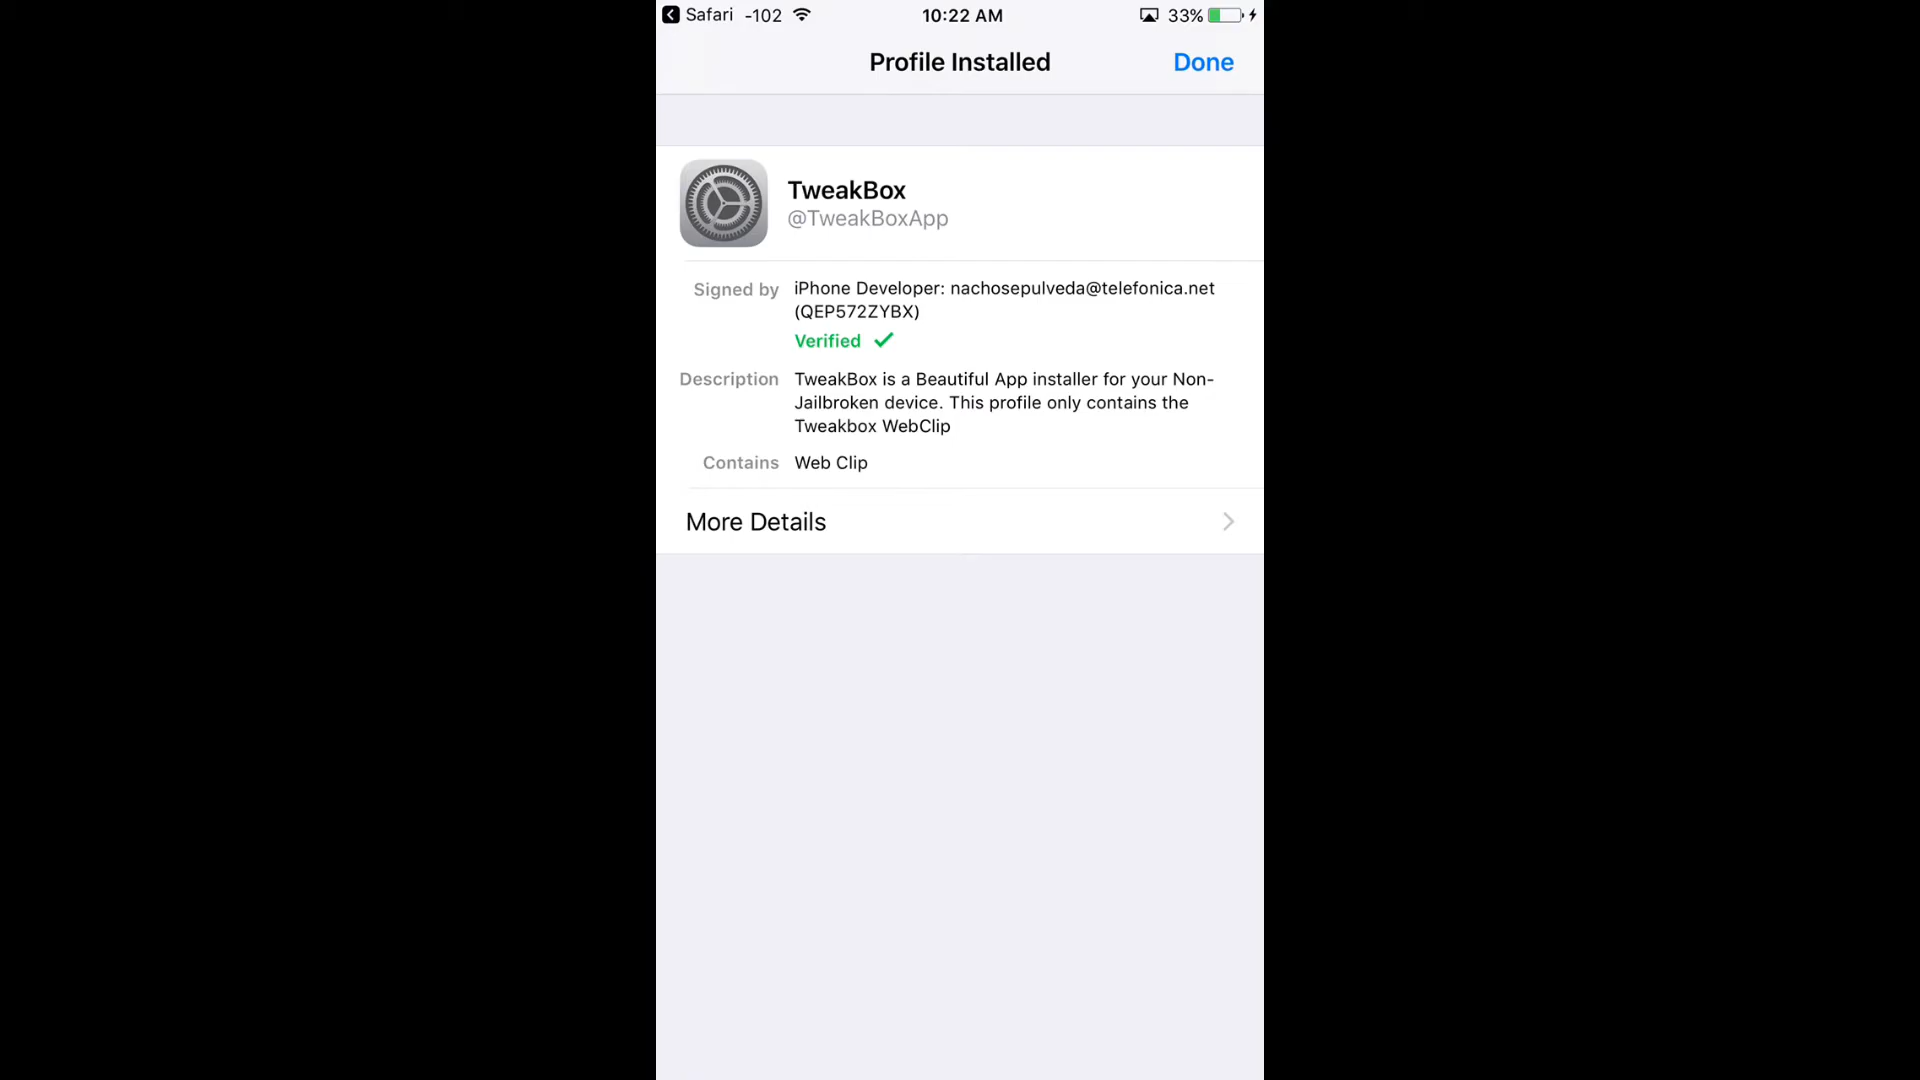 Safari -102 10:22 AM 33%
Profile Installed Done
TweakBox
@TweakBoxApp
Signed by iPhone Developer: nachosepulveda@telefonica.net
(QEP572ZYBX)
Verified
Description TweakBox is a Beautiful App installer for your Non-
Jailbroken device. This profile only contains the
Tweakbox WebClip
Contains Web Clip
More Details